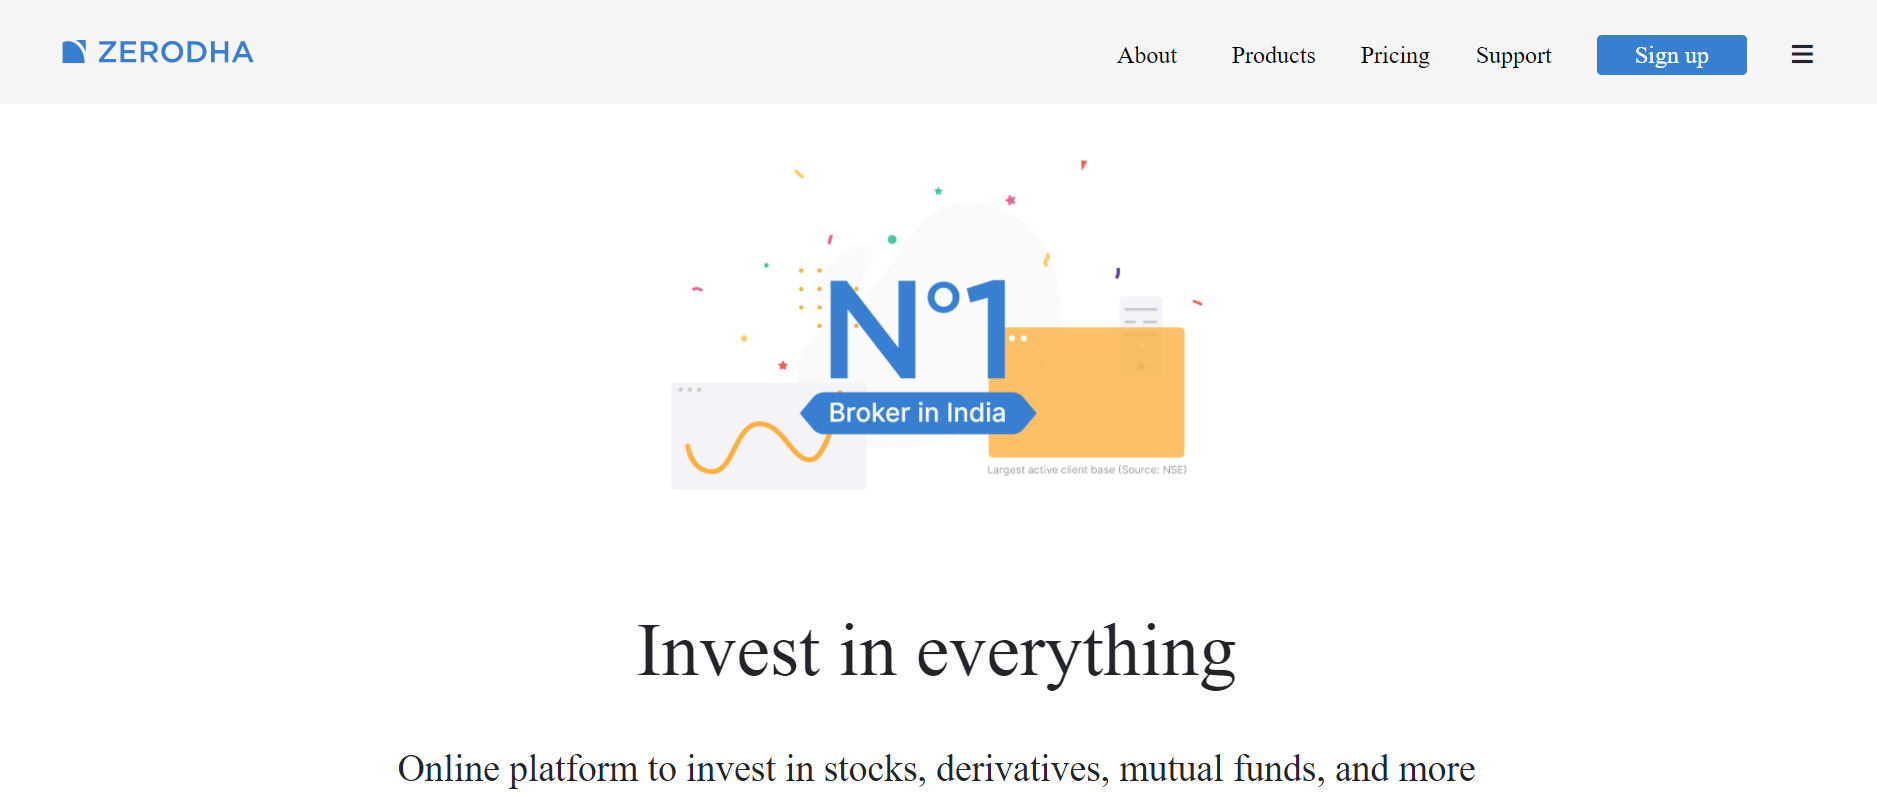 ZERODHA
About Products Pricing Support Sign up
N°1
Broker in India
Largest active client base (Source: NSE)
Invest in everything
Online platform to invest in stocks, derivatives, mutual funds, and more